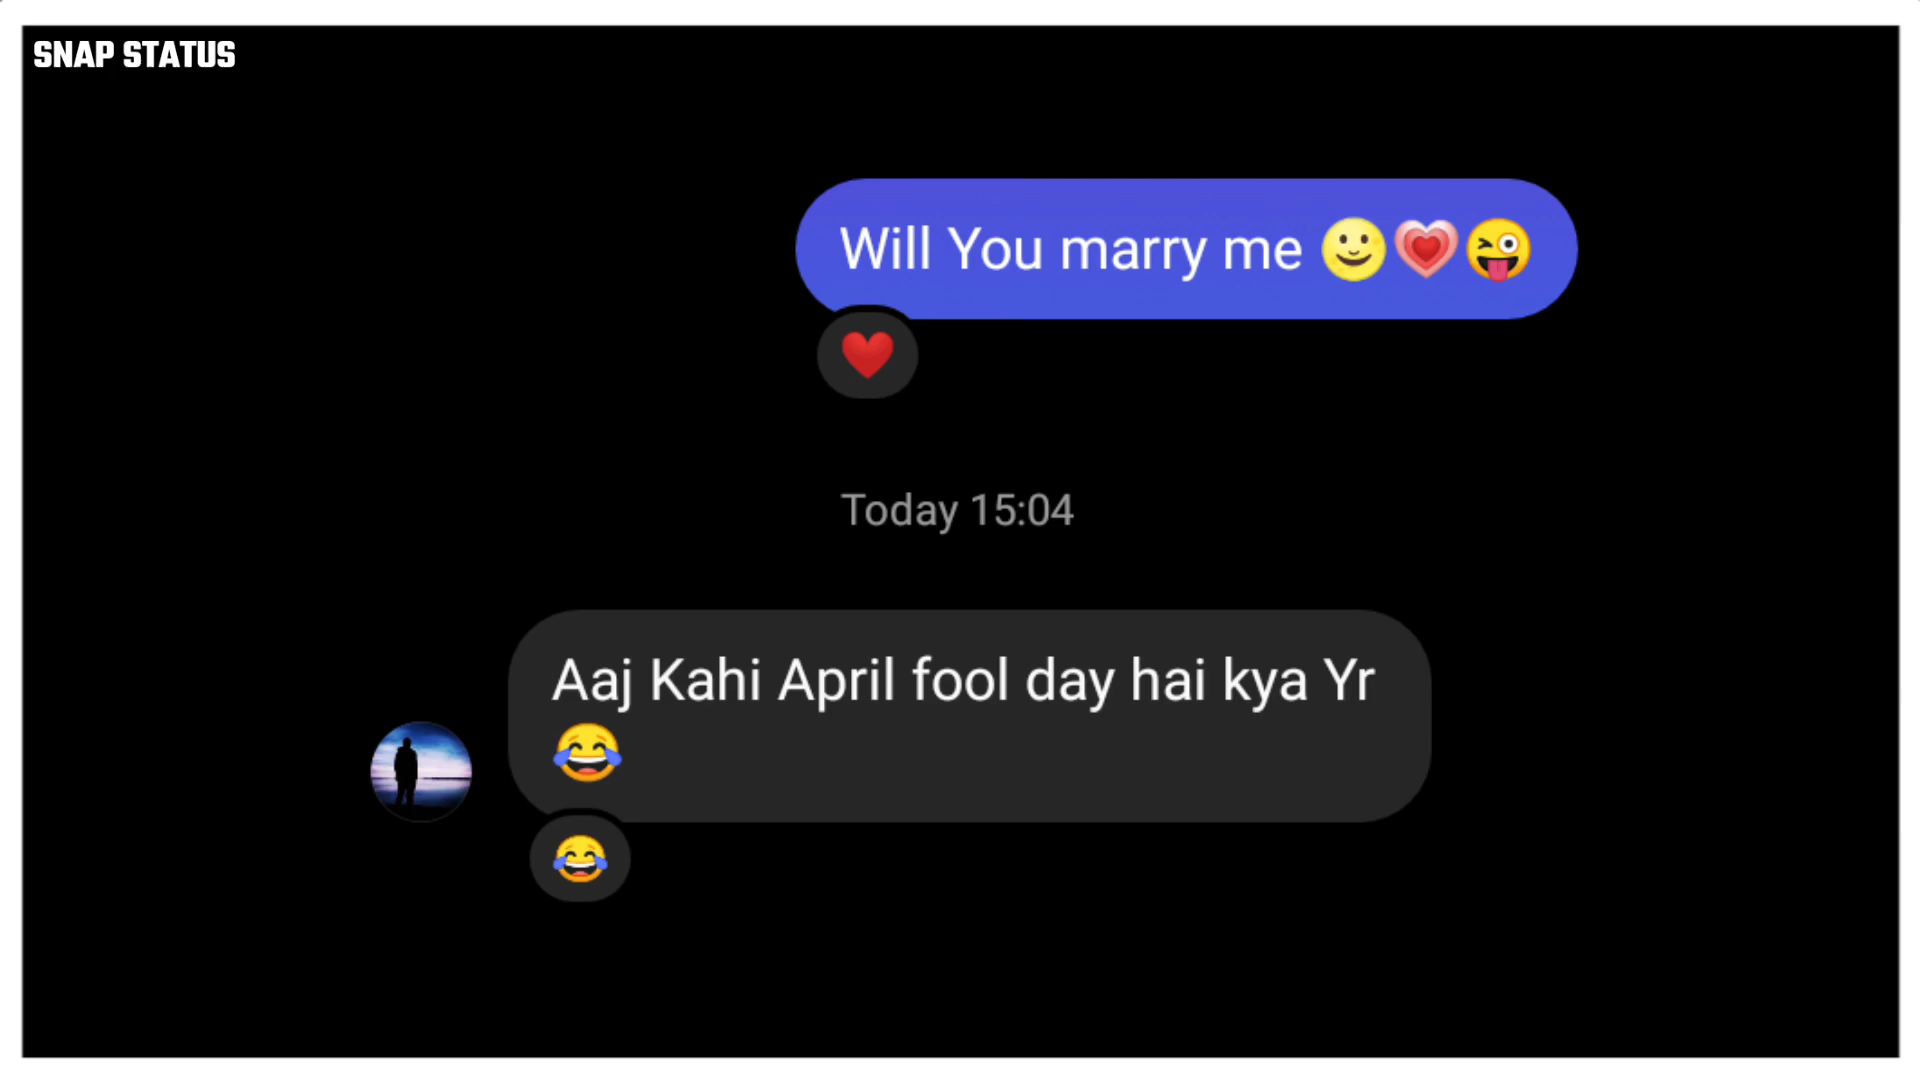 SNAP STATUS
Will You marry me 🌝💗😜
❤️
Today 15:04
Aaj Kahi April fool day hai kya Yr
😂
😂